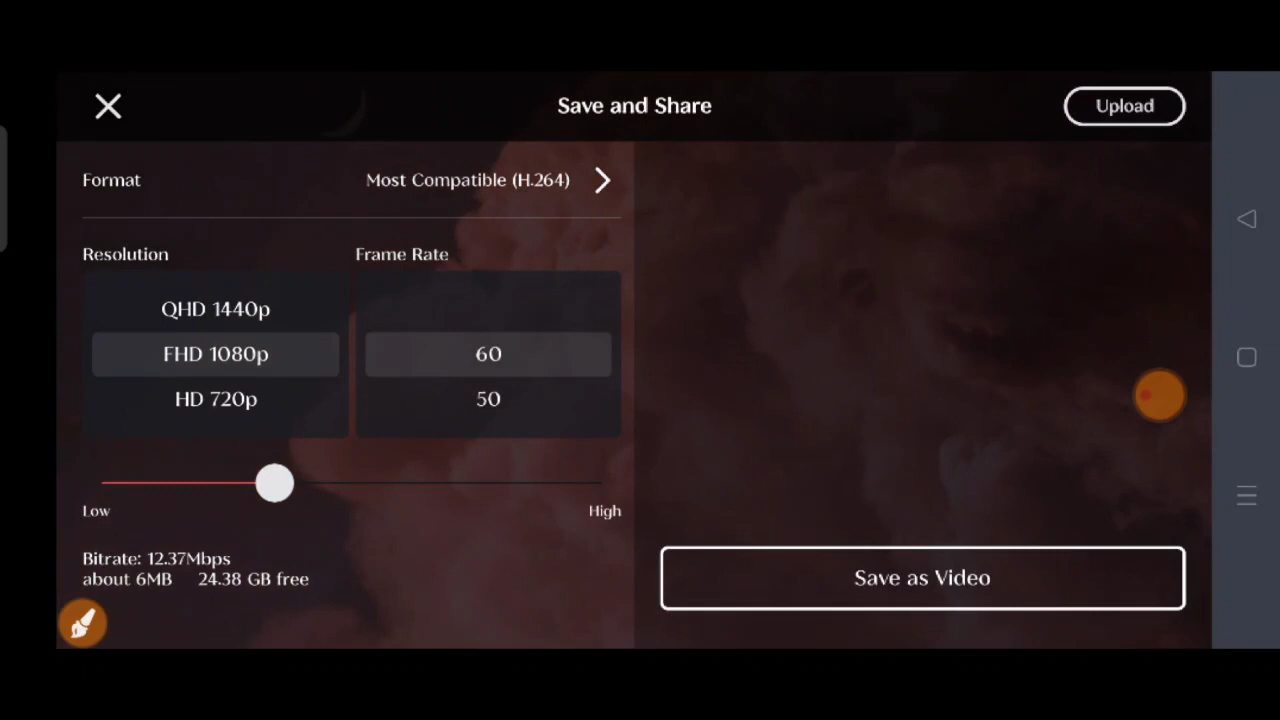 Save and Share
Upload
Format
Most Compatible (H.264)
Resolution
Frame Rate
QHD 1440p
FHD 1080p
60
HD 720p
50
Low
High
Bitrate: 12.37Mbps
about 6MB 24.38 GB free
Save as Video